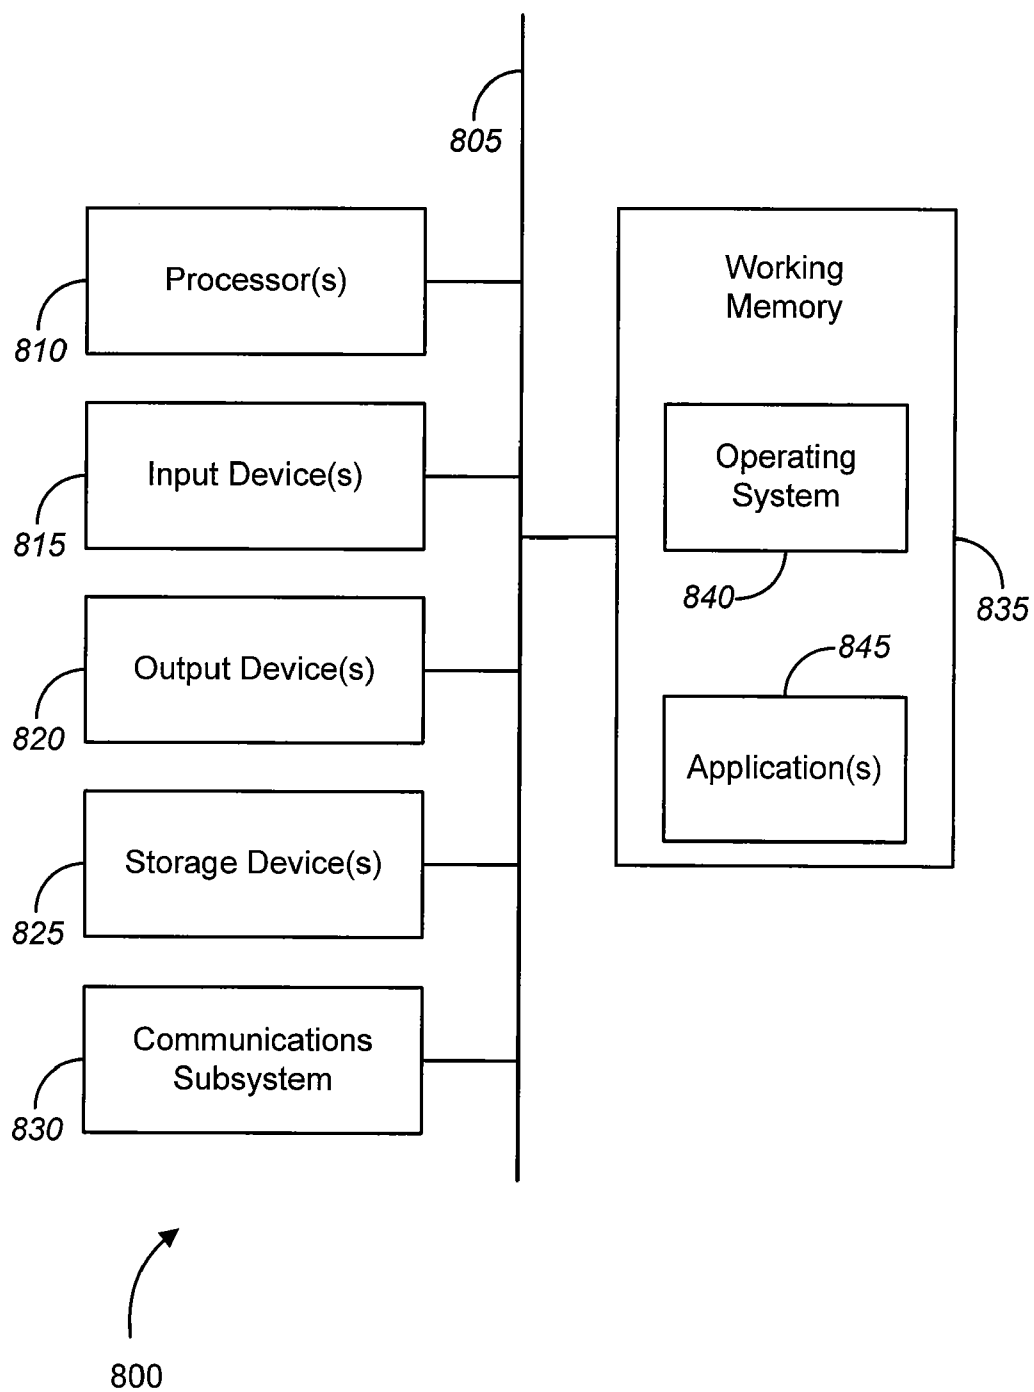 805
Processor(s)
810
Input Device(s)
815
Output Device(s)
820
Storage Device(s)
825
Communications
Subsystem
830
Working
Memory
Operating
System
840
835
845
Application(s)
800